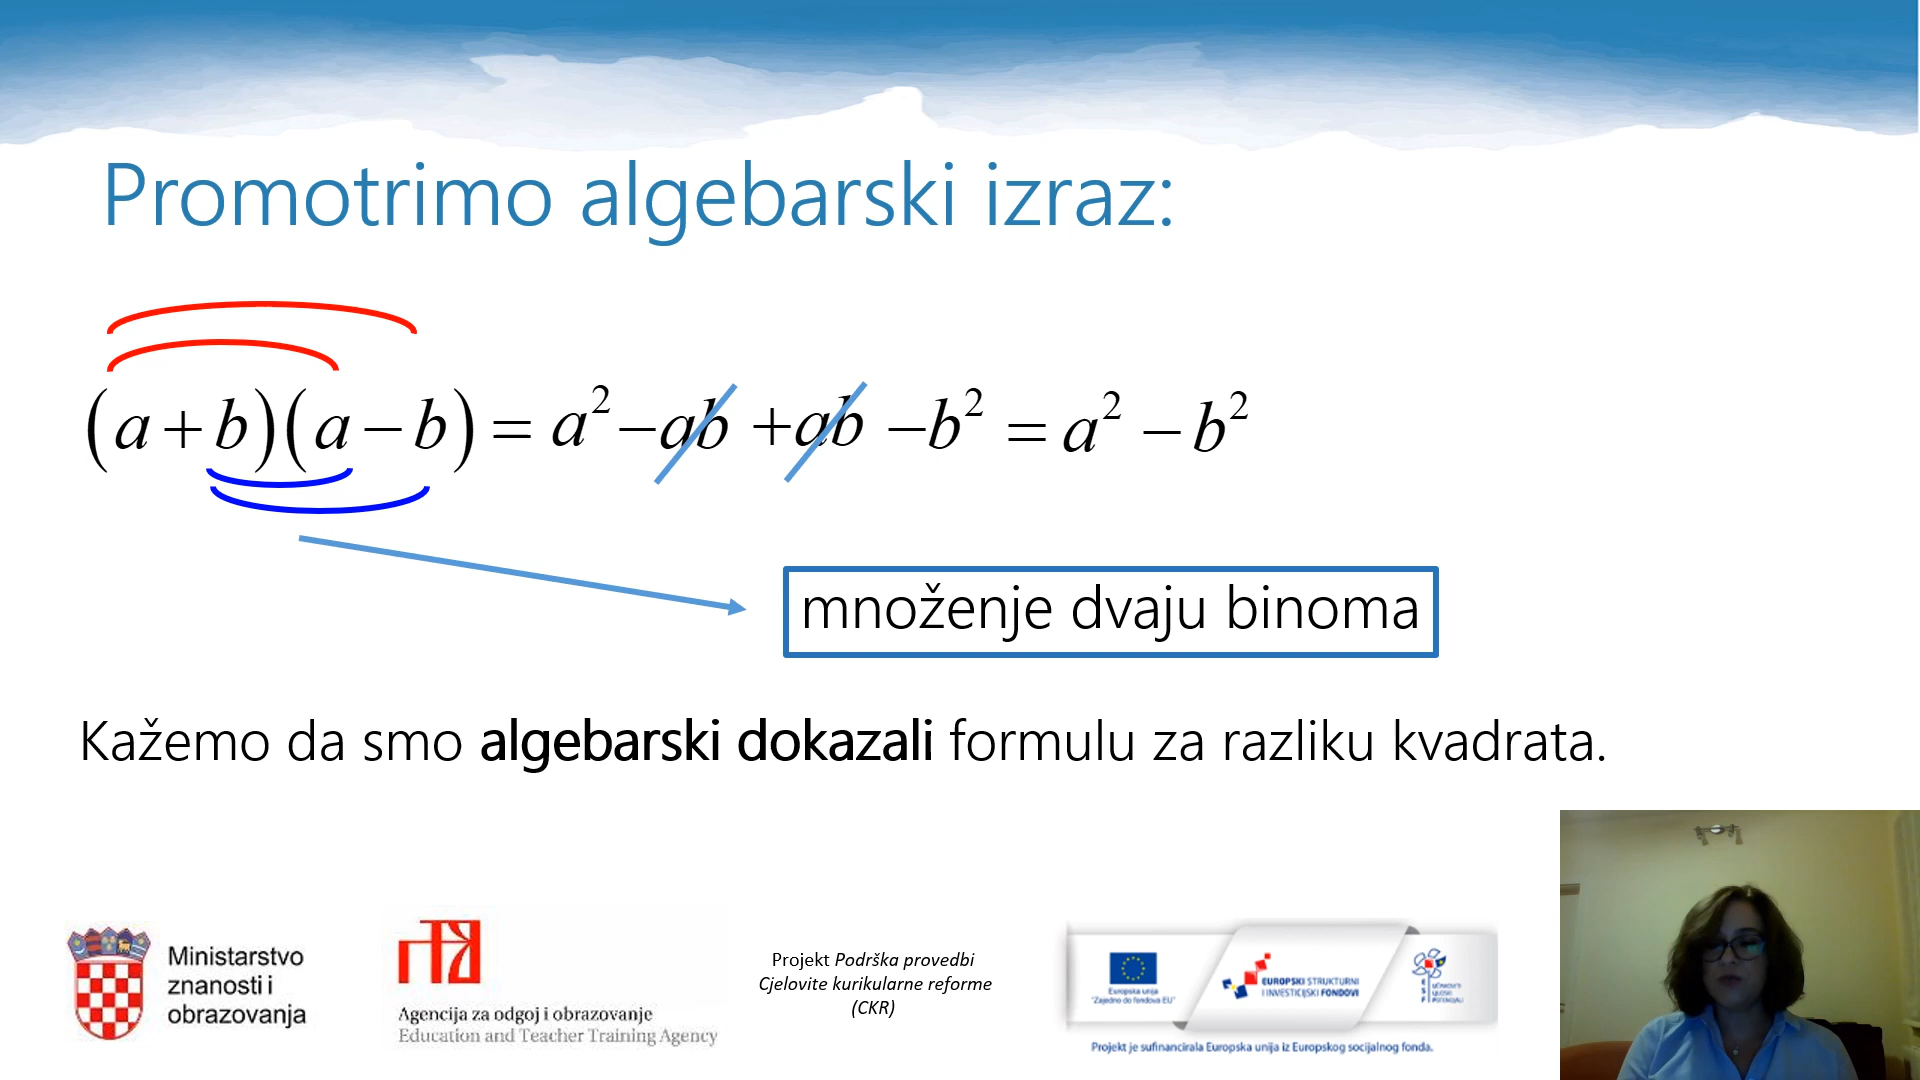 Promotrimo algebarski izraz:
(a+b)(a−b) = a² −ab +ab −b² = a² − b²
množenje dvaju binoma
Kažemo da smo algebarski dokazali formulu za razliku kvadrata.
Ministarstvo
znanosti i
obrazovanja
Agencija za odgoj i obrazovanje
Education and Teacher Training Agency
Projekt Podrška provedbi
Cjelovite kurikularne reforme
(CKR)
Europska unija
"Zajedno do fondova EU"
EUROPSKI STRUKTURNI
I INVESTICIJSKI FONDOVI
Projekt je sufinancirala Europska unija iz Europskog socijalnog fonda.